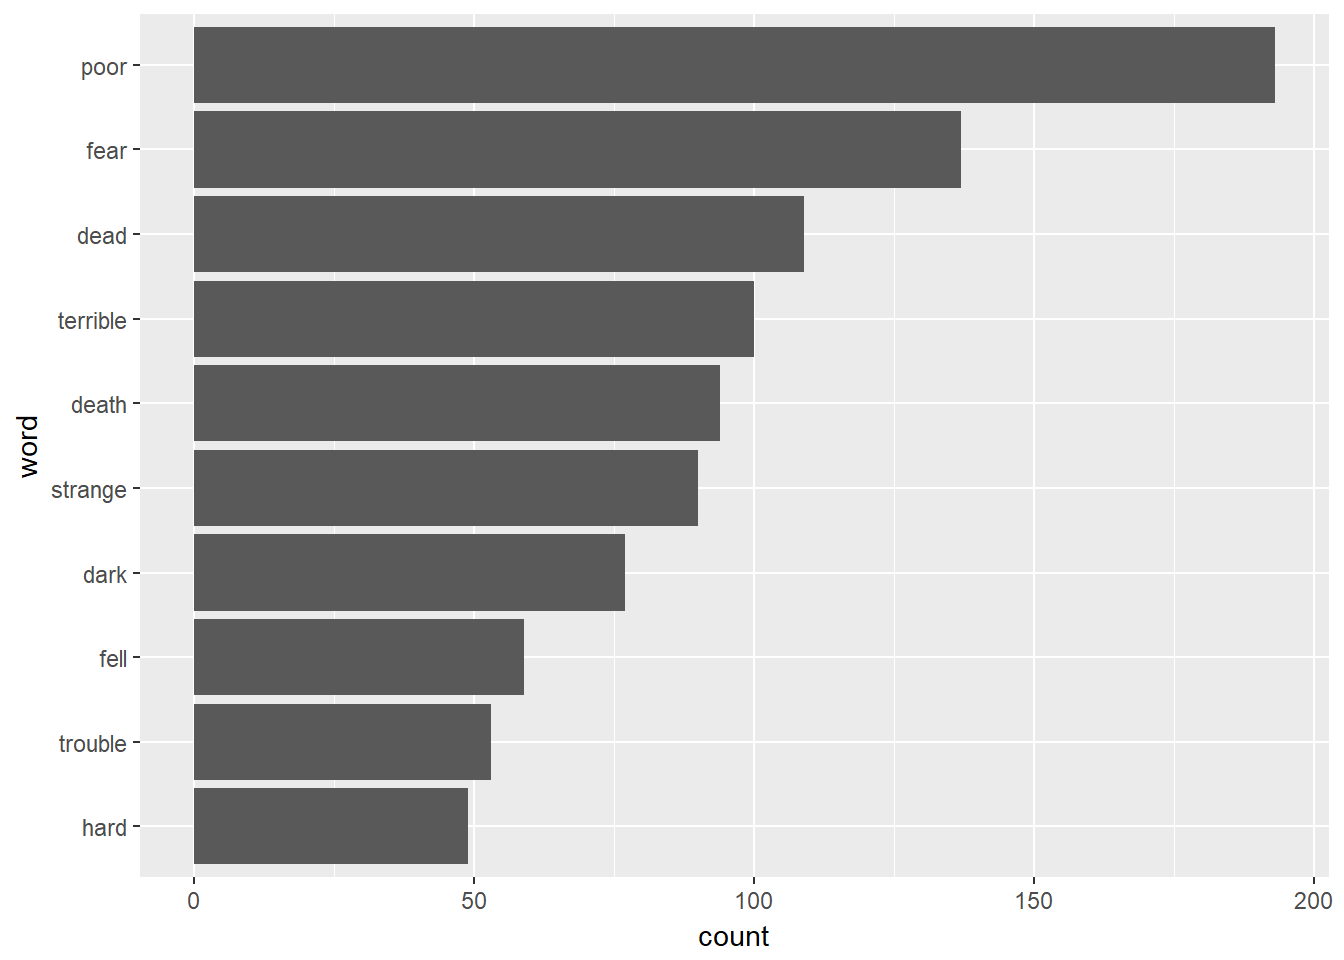 poor
fear
dead
terrible
death
strange
dark
fell
trouble
hard
word
0 50 100 150 200
count